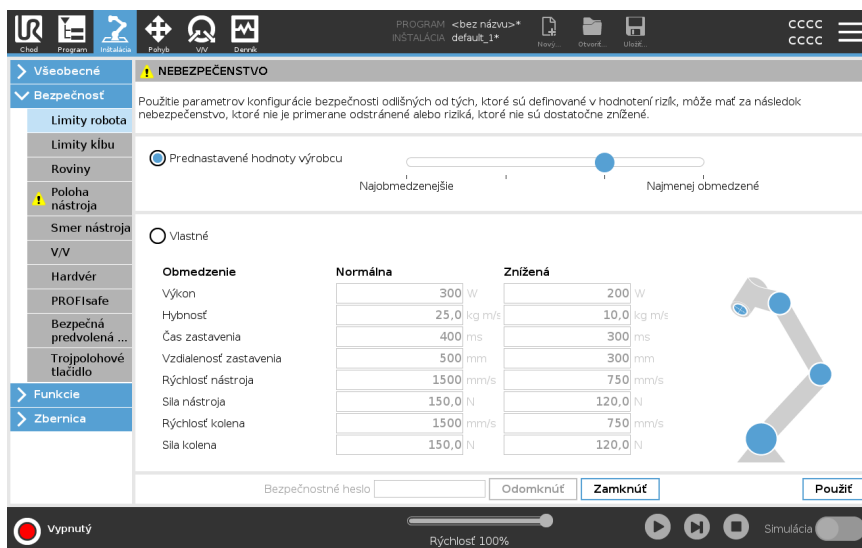 PROGRAM <bez názvu>*
INŠTALÁCIA default_1*
Chod Program Inštalácia Pohyb V/V Denník Nový... Otvoriť... Uložiť...
CCCC
CCCC
Všeobecné
Bezpečnosť
Limity robota
Limity kĺbu
Roviny
Poloha
nástroja
Smer nástroja
V/V
Hardvér
PROFIsafe
Bezpečná
predvolená ...
Trojpolohové
tlačidlo
Funkcie
Zbernica
NEBEZPEČENSTVO
Použitie parametrov konfigurácie bezpečnosti odlišných od tých, ktoré sú definované v hodnotení rizík, môže mať za následok
nebezpečenstvo, ktoré nie je primerane odstránené alebo riziká, ktoré nie sú dostatočne znížené.
Prednastavené hodnoty výrobcu
Najobmedzenejšie Najmenej obmedzené
Vlastné
Obmedzenie Normálna Znížená
Výkon 300 W 200 W
Hybnosť 25,0 kg m/s 10,0 kg m/s
Čas zastavenia 400 ms 300 ms
Vzdialenosť zastavenia 500 mm 300 mm
Rýchlosť nástroja 1500 mm/s 750 mm/s
Sila nástroja 150,0 N 120,0 N
Rýchlosť kolena 1500 mm/s 750 mm/s
Sila kolena 150,0 N 120,0 N
Bezpečnostné heslo Odomknúť Zamknúť Použiť
Vypnutý
Rýchlosť 100%
Simulácia